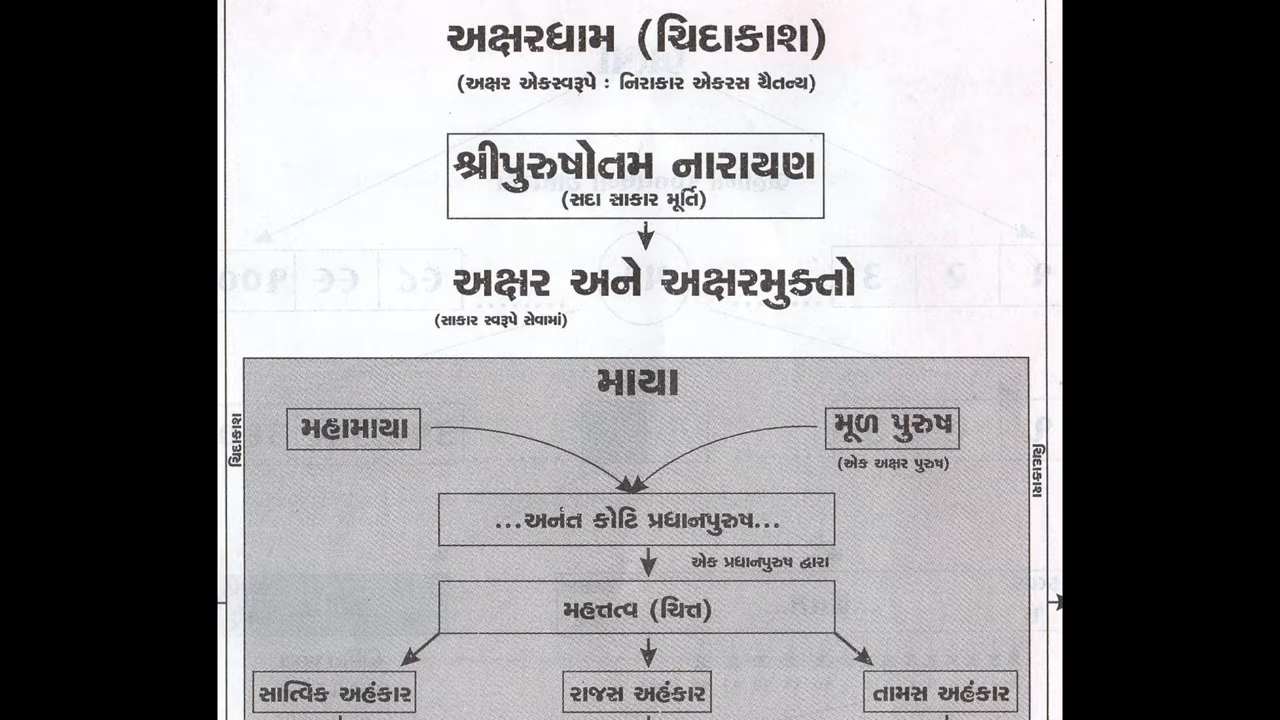 અક્ષરધામ (ચિદાકાશ)
(અક્ષર એકસ્વરૂપે : નિરાકાર એકરસ ચૈતન્ય)
શ્રીપુરુષોતમ નારાયણ
(સદા સાકાર મૂર્તિ)
અક્ષર અને અક્ષરમુક્તો
(સાકાર સ્વરૂપે સેવામાં)
માયા
મહામાયા
મૂળ પુરુષ
(એક અક્ષર પુરુષ)
ચિદાકાશ
ચિદાકાશ
...અનંત કોટિ પ્રધાનપુરુષ...
એક પ્રધાનપુરુષ દ્વારા
મહત્તત્વ (ચિત્ત)
સાત્વિક અહંકાર
રાજસ અહંકાર
તામસ અહંકાર